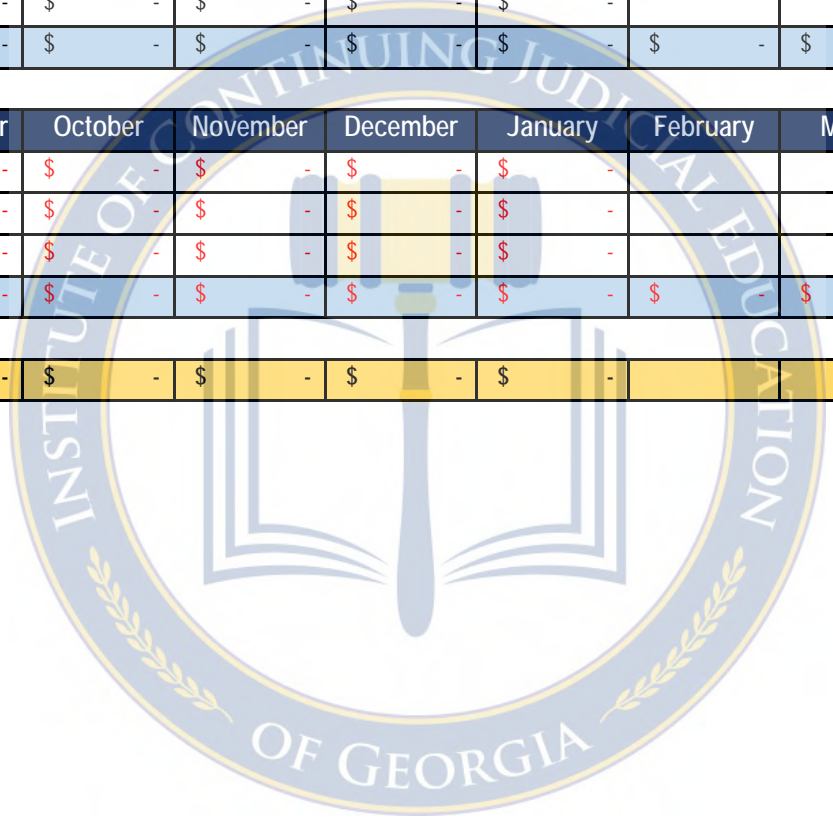 - $ - $ - $ - $ -
- $ - $ - $ - $ - $ - $
r October November December January February M
- $ - $ - $ - $ -
- $ - $ - $ - $ -
- $ - $ - $ - $ -
- $ - $ - $ - $ - $ - $
- $ - $ - $ - $ -
INSTITUTE OF CONTINUING JUDICIAL EDUCATION
OF GEORGIA